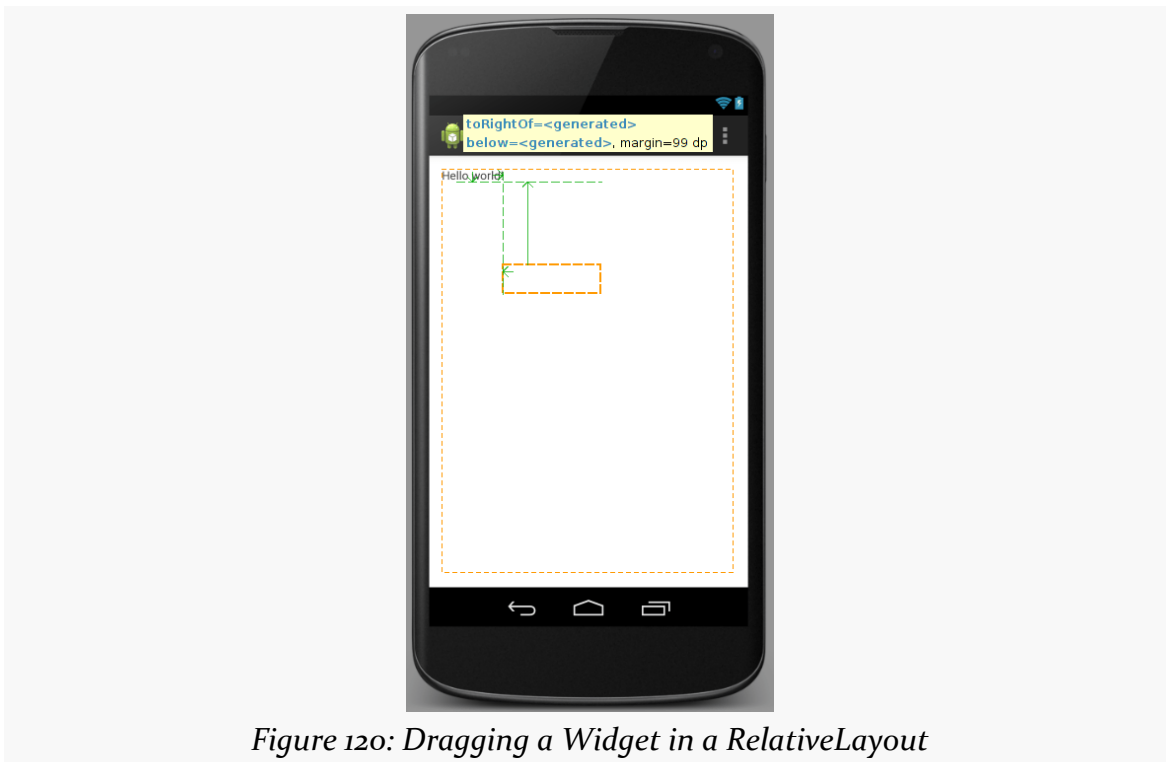 toRightOf=<generated>
below=<generated>, margin=99 dp
Hello world!
Figure 120: Dragging a Widget in a RelativeLayout